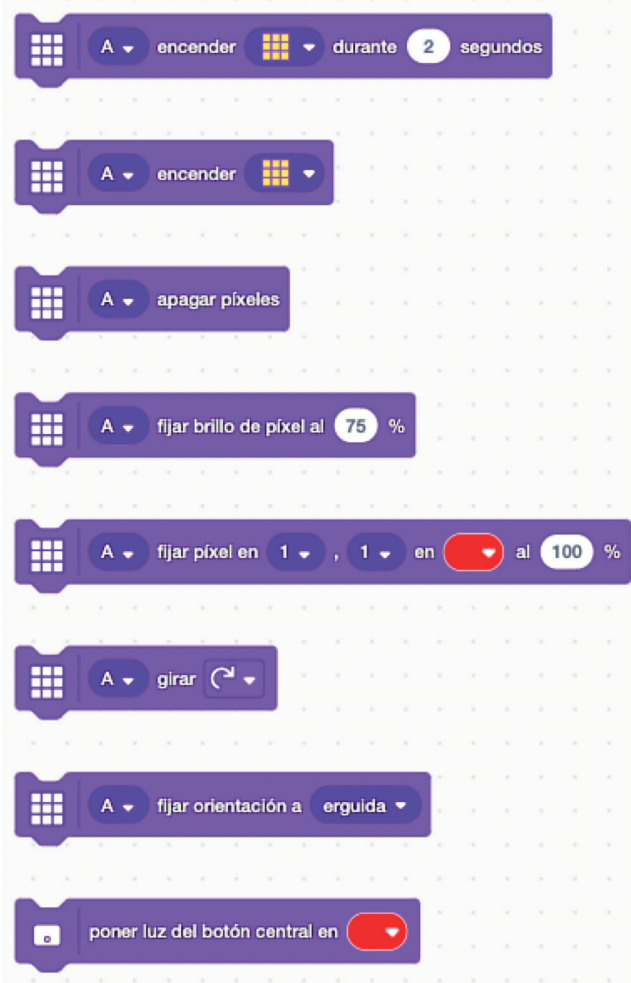 A encender durante 2 segundos
A encender
A apagar píxeles
A fijar brillo de píxel al 75 %
A fijar píxel en 1 , 1 en al 100 %
A girar
A fijar orientación a erguida
poner luz del botón central en